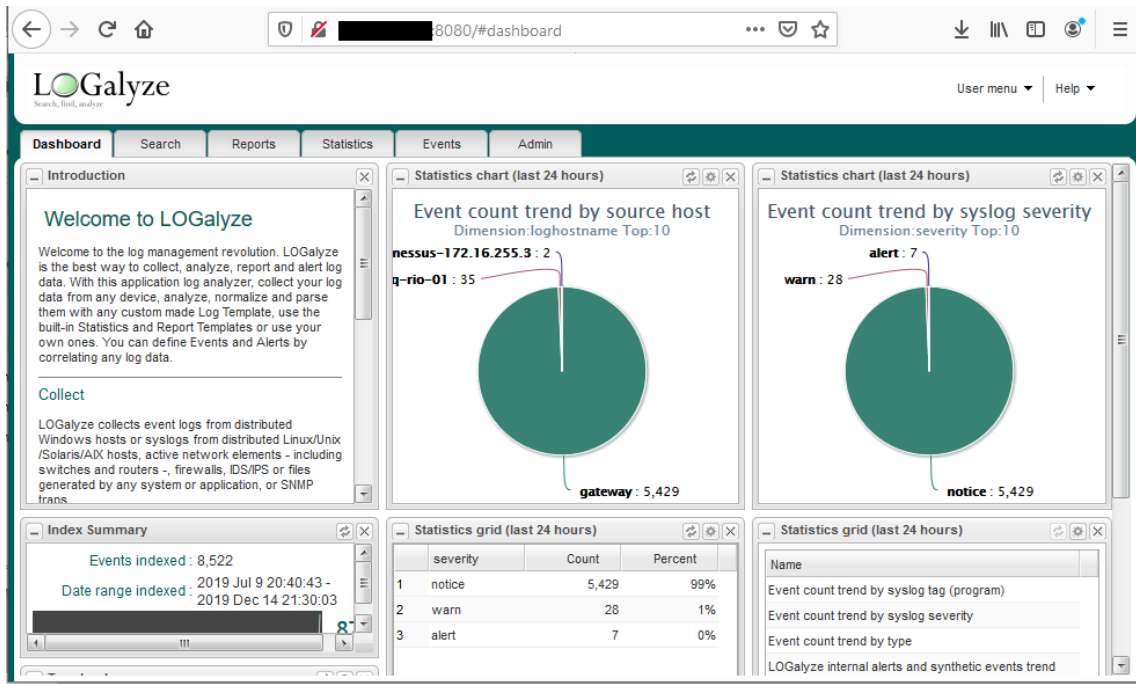 :8080/#dashboard
LOGalyze
Search, find, analyze
User menu
Help
Dashboard
Search
Reports
Statistics
Events
Admin
Introduction
Welcome to LOGalyze
Welcome to the log management revolution. LOGalyze
is the best way to collect, analyze, report and alert log
data. With this application log analyzer, collect your log
data from any device, analyze, normalize and parse
them with any custom made Log Template, use the
built-in Statistics and Report Templates or use your
own ones. You can define Events and Alerts by
correlating any log data.
Collect
LOGalyze collects event logs from distributed
Windows hosts or syslogs from distributed Linux/Unix
/Solaris/AIX hosts, active network elements - including
switches and routers -, firewalls, IDS/IPS or files
generated by any system or application, or SNMP
traps
Statistics chart (last 24 hours)
Event count trend by source host
Dimension:loghostname Top:10
nessus-172.16.255.3 : 2
q-rio-01 : 35
gateway : 5,429
Statistics chart (last 24 hours)
Event count trend by syslog severity
Dimension:severity Top:10
alert : 7
warn : 28
notice : 5,429
Index Summary
Events indexed : 8,522
Date range indexed : 2019 Jul 9 20:40:43 -
2019 Dec 14 21:30:03
Statistics grid (last 24 hours)
severity Count Percent
1 notice 5,429 99%
2 warn 28 1%
3 alert 7 0%
Statistics grid (last 24 hours)
Name
Event count trend by syslog tag (program)
Event count trend by syslog severity
Event count trend by type
LOGalyze internal alerts and synthetic events trend